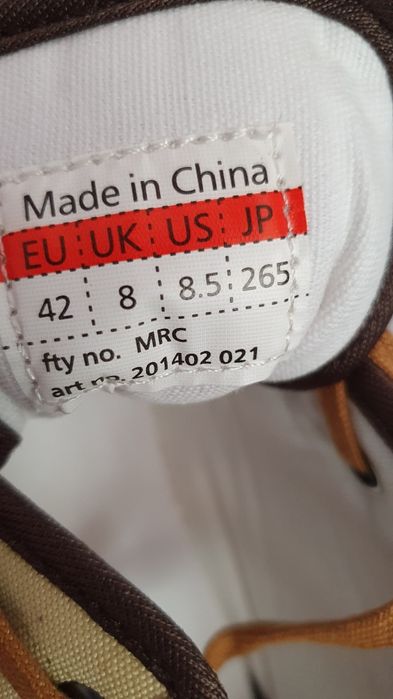 Made in China
EU UK US JP
42 8 8.5 265
fty no. MRC
art no. 201402 021